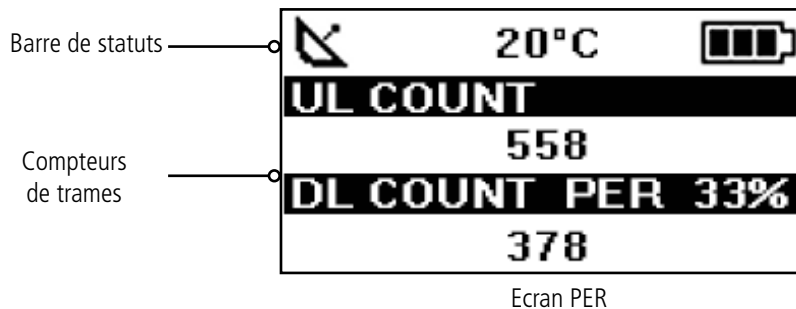 Barre de statuts
20°C
UL COUNT
558
Compteurs
de trames
DL COUNT PER 33%
378
Ecran PER